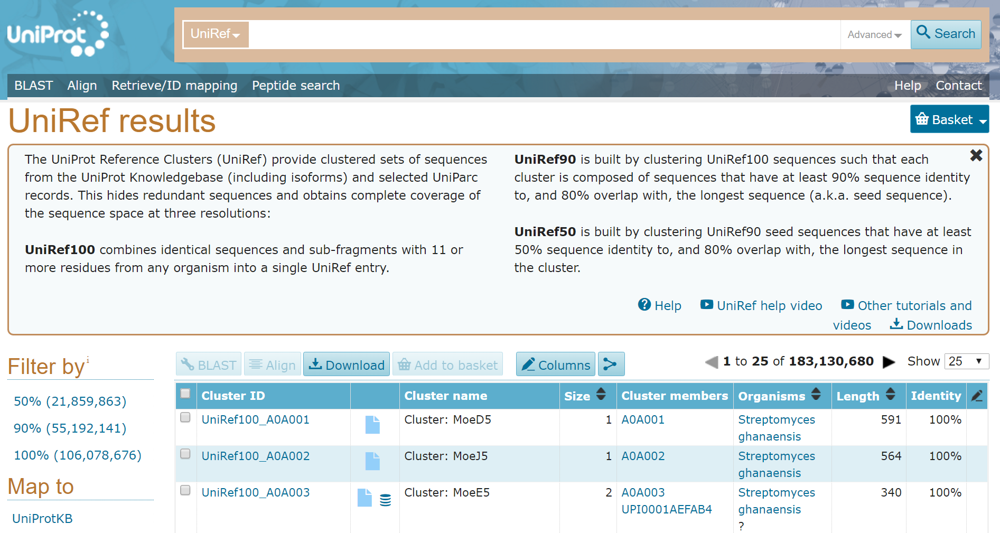 UniProt
UniRef
Advanced
Search
BLAST Align Retrieve/ID mapping Peptide search Help Contact
UniRef results
Basket
The UniProt Reference Clusters (UniRef) provide clustered sets of sequences
from the UniProt Knowledgebase (including isoforms) and selected UniParc
records. This hides redundant sequences and obtains complete coverage of
the sequence space at three resolutions:
UniRef100 combines identical sequences and sub-fragments with 11 or
more residues from any organism into a single UniRef entry.
UniRef90 is built by clustering UniRef100 sequences such that each
cluster is composed of sequences that have at least 90% sequence identity
to, and 80% overlap with, the longest sequence (a.k.a. seed sequence).
UniRef50 is built by clustering UniRef90 seed sequences that have at least
50% sequence identity to, and 80% overlap with, the longest sequence in
the cluster.
Help UniRef help video Other tutorials and
videos Downloads
Filter by i
50% (21,859,863)
90% (55,192,141)
100% (106,078,676)
Map to
UniProtKB
BLAST Align Download Add to basket Columns 1 to 25 of 183,130,680 Show 25
Cluster ID Cluster name Size Cluster members Organisms Length Identity
UniRef100_A0A001 Cluster: MoeD5 1 A0A001 Streptomyces 591 100%
ghanaensis
UniRef100_A0A002 Cluster: MoeJ5 1 A0A002 Streptomyces 564 100%
ghanaensis
UniRef100_A0A003 Cluster: MoeE5 2 A0A003 Streptomyces 340 100%
UPI0001AEFAB4 ghanaensis
?